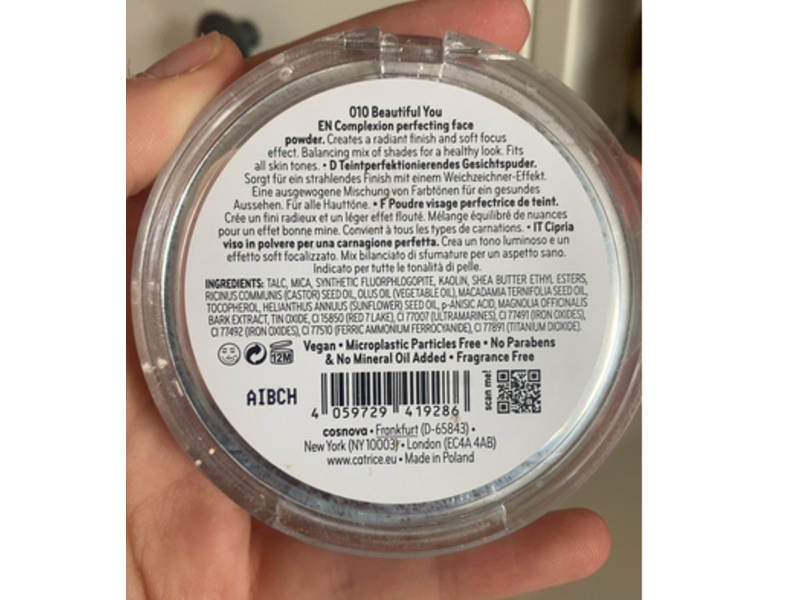 010 Beautiful You
EN Complexion perfecting face
powder. Creates a radiant finish and soft focus
effect. Balancing mix of shades for a healthy look. Fits
all skin tones. • D Teintperfektionierendes Gesichtspuder.
Sorgt für ein strahlendes Finish mit einem Weichzeichner-Effekt.
Eine ausgewogene Mischung von Farbtönen für ein gesundes
Aussehen. Für alle Hauttöne. • F Poudre visage perfectrice de teint.
Crée un fini radieux et un léger effet flouté. Mélange équilibré de nuances
pour un effet bonne mine. Convient à tous les types de carnations. • IT Cipria
viso in polvere per una carnagione perfetta. Crea un tono luminoso e un
effetto soft focalizzato. Mix bilanciato di sfumature per un aspetto sano.
Indicato per tutte le tonalità di pelle.
INGREDIENTS: TALC, MICA, SYNTHETIC FLUORPHLOGOPITE, KAOLIN, SHEA BUTTER ETHYL ESTERS,
RICINUS COMMUNIS (CASTOR) SEED OIL, OLUS OIL (VEGETABLE OIL), MACADAMIA TERNIFOLIA SEED OIL,
TOCOPHEROL, HELIANTHUS ANNUUS (SUNFLOWER) SEED OIL, p-ANISIC ACID, MAGNOLIA OFFICINALIS
BARK EXTRACT, TIN OXIDE, CI 15850 (RED 7 LAKE), CI 77007 (ULTRAMARINES), CI 77491 (IRON OXIDES),
CI 77492 (IRON OXIDES), CI 77510 (FERRIC AMMONIUM FERROCYANIDE), CI 77891 (TITANIUM DIOXIDE).
12M
Vegan • Microplastic Particles Free • No Parabens
& No Mineral Oil Added • Fragrance Free
AIBCH
4 059729 419286
scan me!
cosnova • Frankfurt (D-65843) •
New York (NY 10003) • London (EC4A 4AB)
www.catrice.eu • Made in Poland